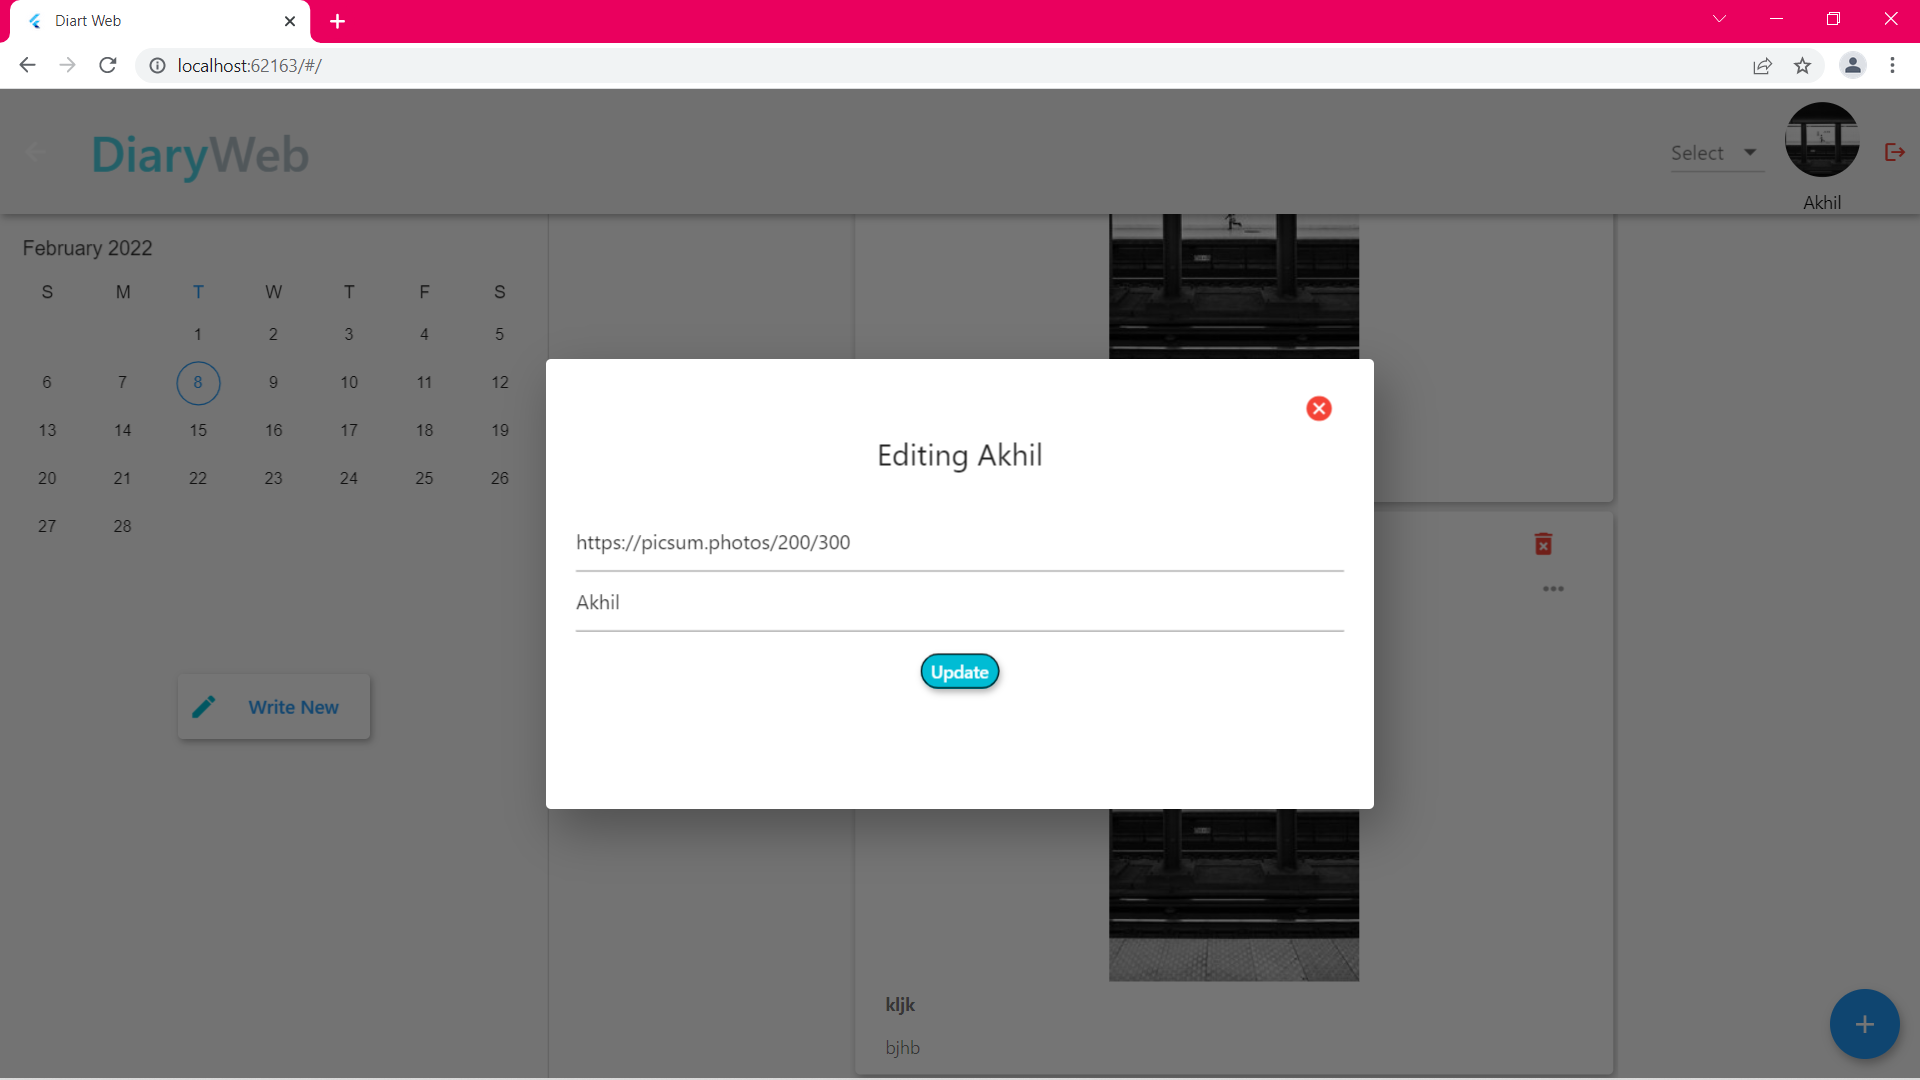 Diart Web
localhost:62163/#/
DiaryWeb
Select
Akhil
February 2022
S M T W T F S
1 2 3 4 5
6 7 8 9 10 11 12
13 14 15 16 17 18 19
20 21 22 23 24 25 26
27 28
Write New
Editing Akhil
https://picsum.photos/200/300
Akhil
Update
kljk
bjhb